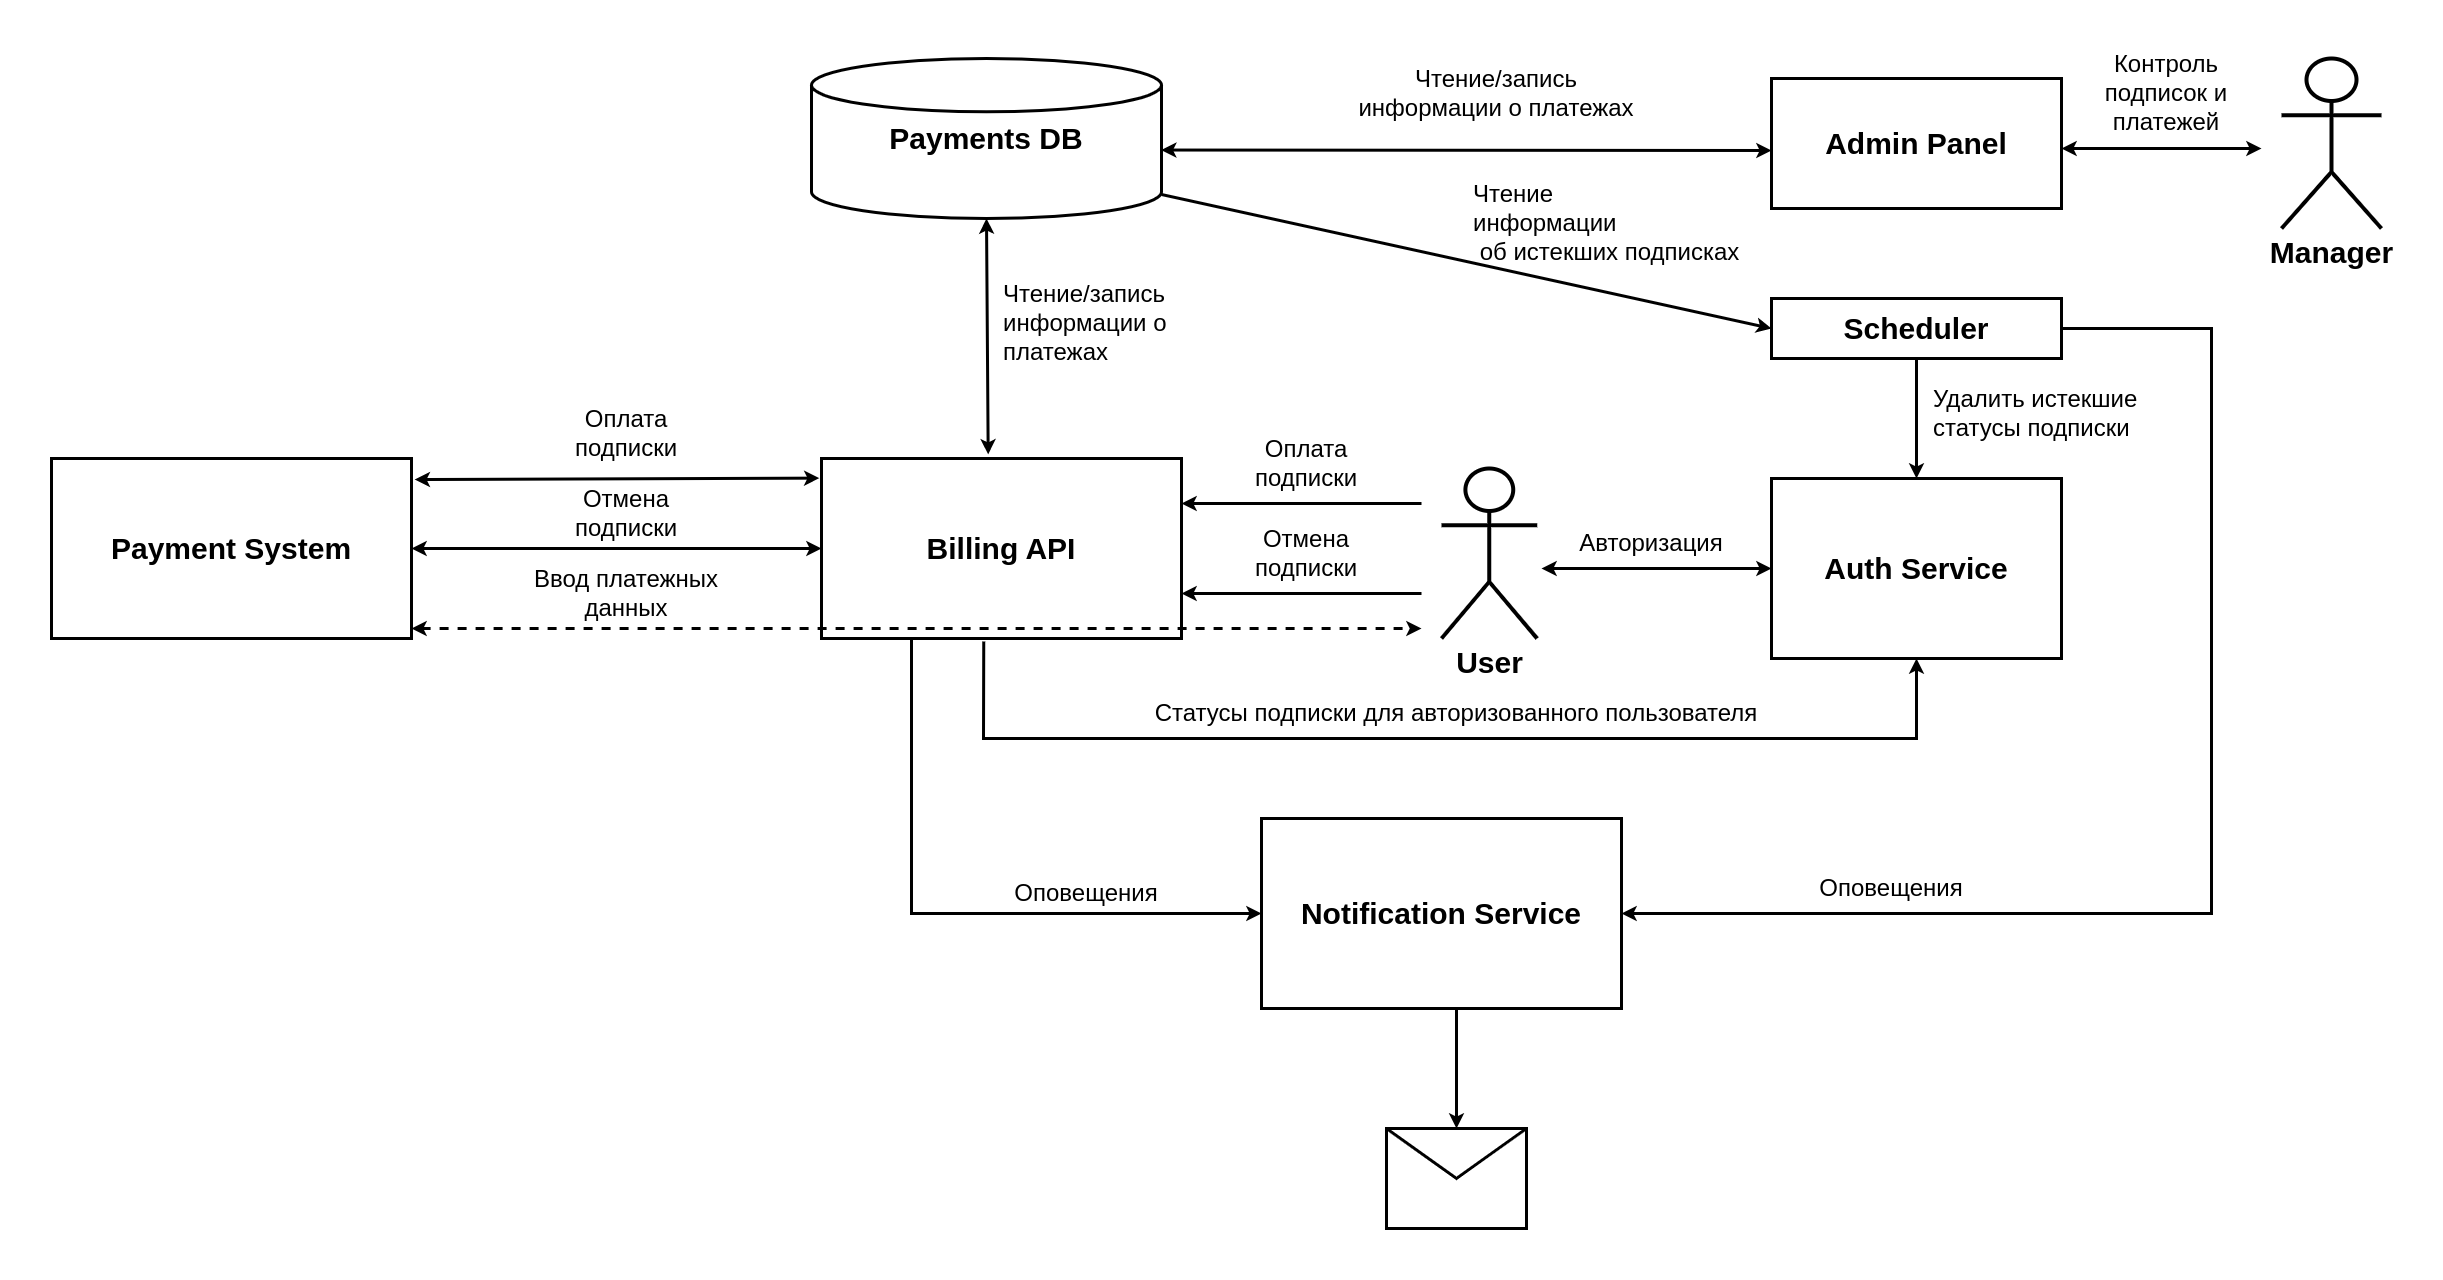 Контроль
подписок и
платежей
Чтение/запись
информации о платежах
Payments DB
Admin Panel
Manager
Чтение
информации
об истекших подписках
Чтение/запись
информации о
платежах
Scheduler
Удалить истекшие
статусы подписки
Оплата
подписки
Отмена
подписки
Ввод платежных
данных
Payment System
Billing API
Оплата
подписки
Отмена
подписки
User
Авторизация
Auth Service
Статусы подписки для авторизованного пользователя
Оповещения
Notification Service
Оповещения